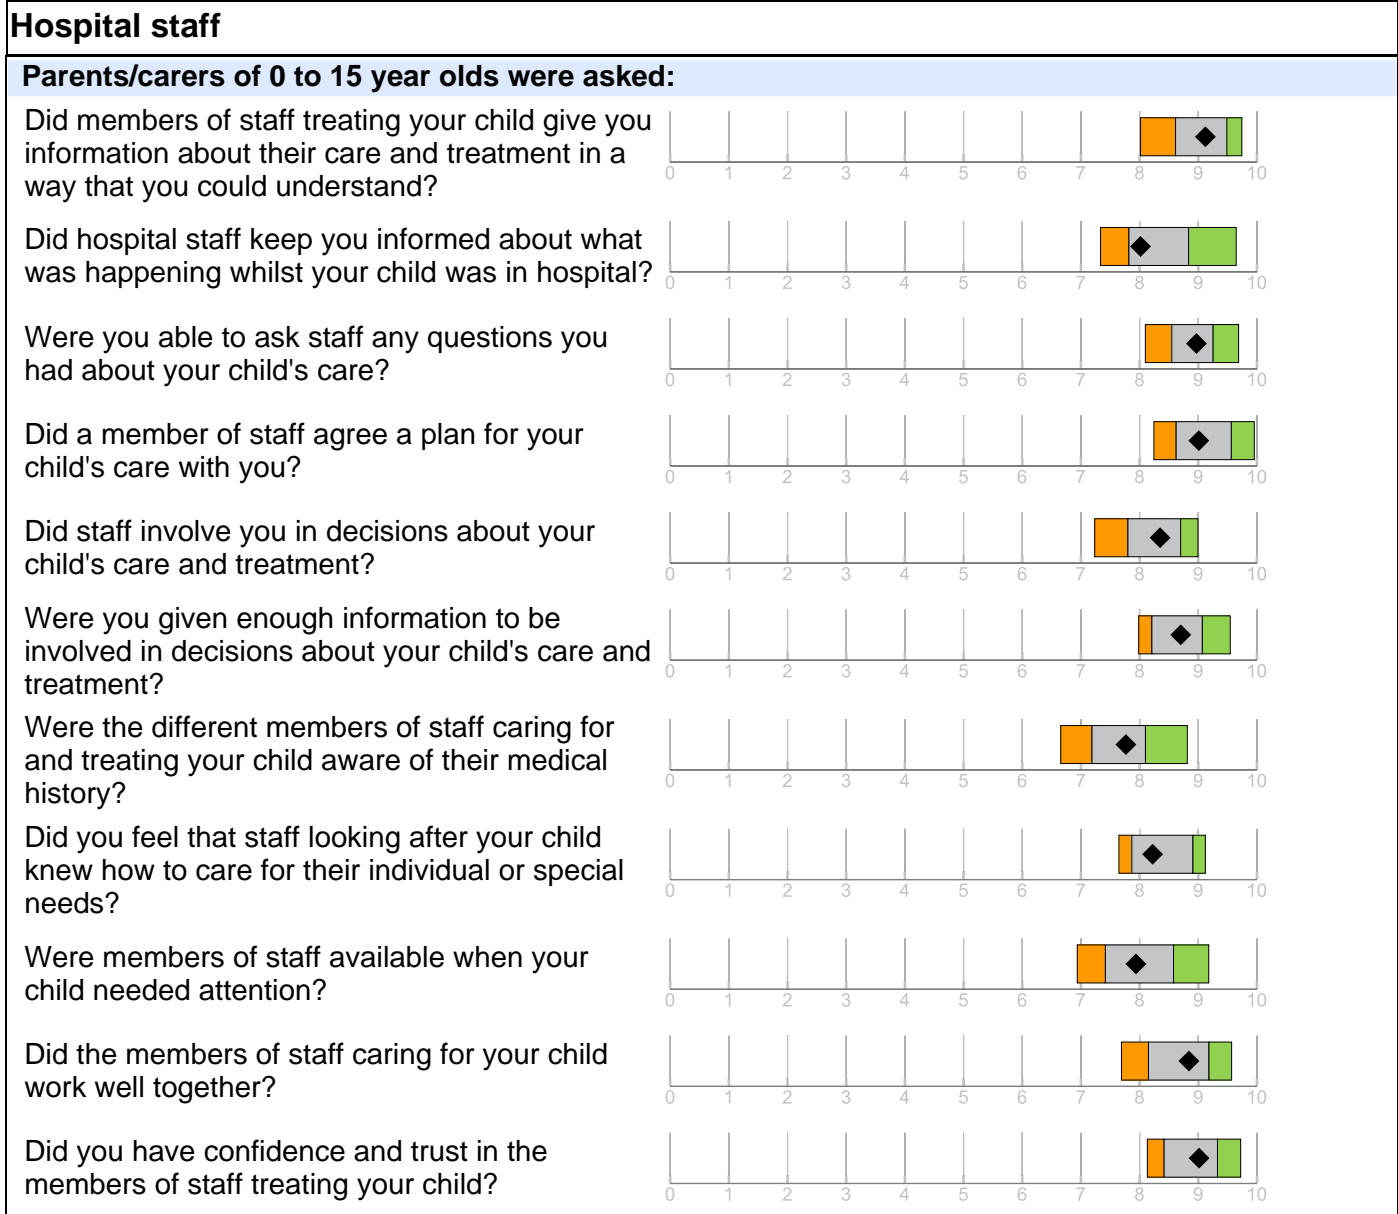 Hospital staff
Parents/carers of 0 to 15 year olds were asked:
Did members of staff treating your child give you
information about their care and treatment in a
way that you could understand?
0 1 2 3 4 5 6 7 8 9 10
Did hospital staff keep you informed about what
was happening whilst your child was in hospital?
0 1 2 3 4 5 6 7 8 9 10
Were you able to ask staff any questions you
had about your child's care?
0 1 2 3 4 5 6 7 8 9 10
Did a member of staff agree a plan for your
child's care with you?
0 1 2 3 4 5 6 7 8 9 10
Did staff involve you in decisions about your
child's care and treatment?
0 1 2 3 4 5 6 7 8 9 10
Were you given enough information to be
involved in decisions about your child's care and
treatment?
0 1 2 3 4 5 6 7 8 9 10
Were the different members of staff caring for
and treating your child aware of their medical
history?
0 1 2 3 4 5 6 7 8 9 10
Did you feel that staff looking after your child
knew how to care for their individual or special
needs?
0 1 2 3 4 5 6 7 8 9 10
Were members of staff available when your
child needed attention?
0 1 2 3 4 5 6 7 8 9 10
Did the members of staff caring for your child
work well together?
0 1 2 3 4 5 6 7 8 9 10
Did you have confidence and trust in the
members of staff treating your child?
0 1 2 3 4 5 6 7 8 9 10